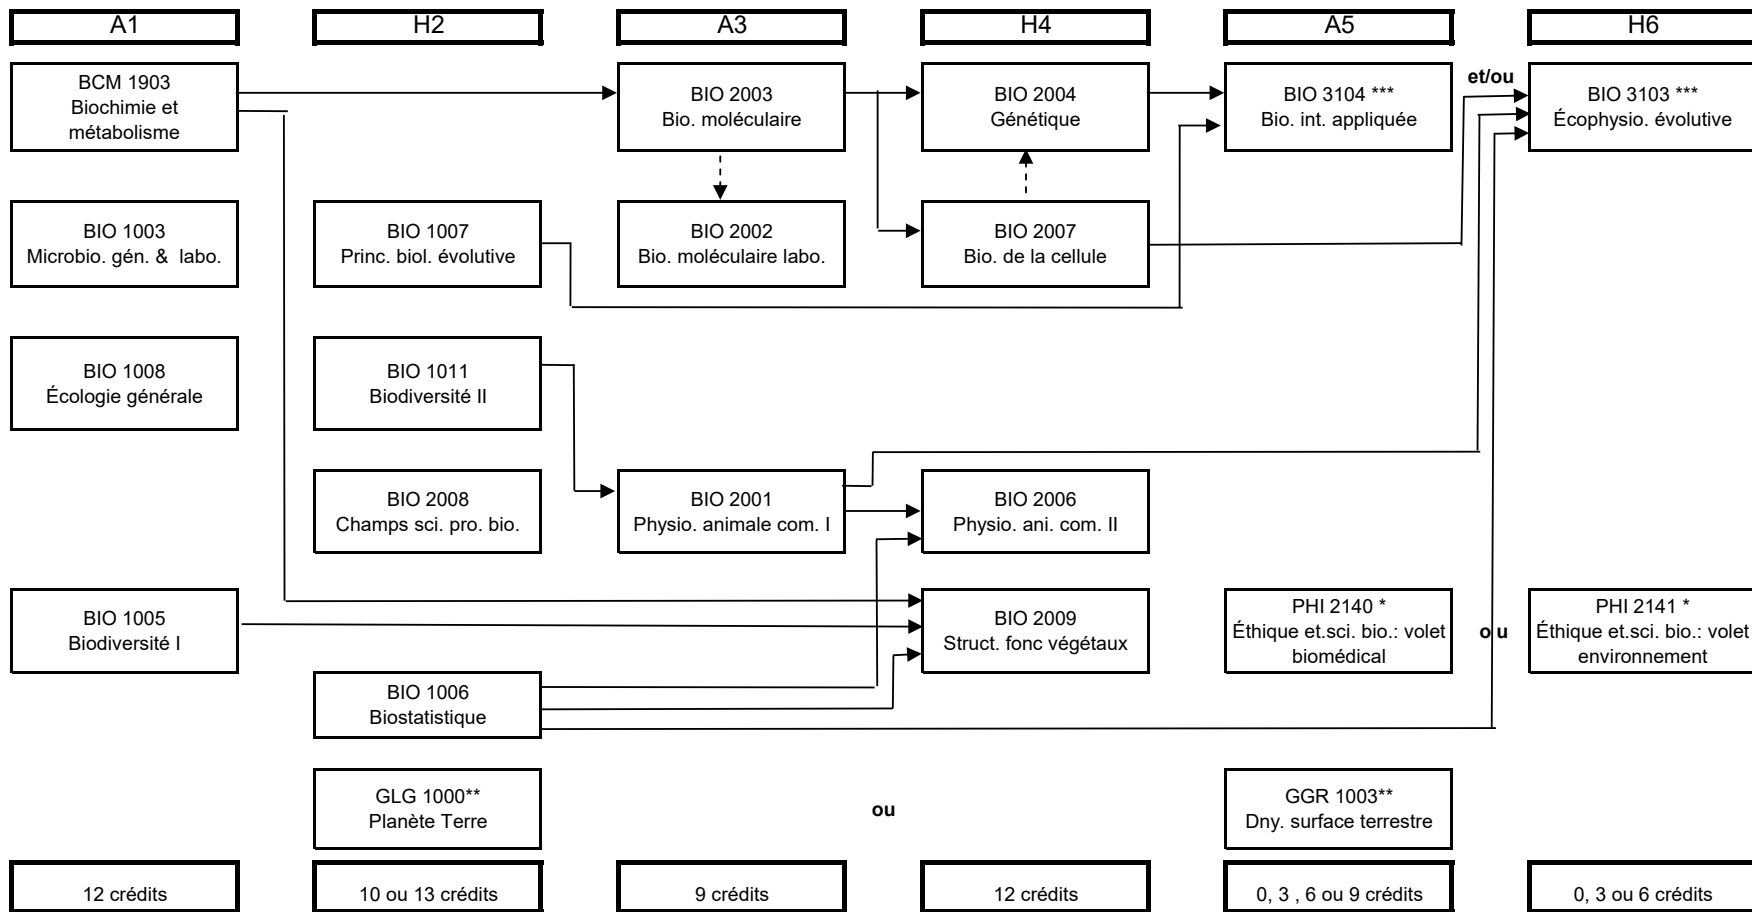 A1
H2
A3
H4
A5
H6
BCM 1903
Biochimie et
métabolisme
BIO 2003
Bio. moléculaire
BIO 2004
Génétique
BIO 3104 ***
Bio. int. appliquée
et/ou
BIO 3103 ***
Écophysio. évolutive
BIO 1003
Microbio. gén. & labo.
BIO 1007
Princ. biol. évolutive
BIO 2002
Bio. moléculaire labo.
BIO 2007
Bio. de la cellule
BIO 1008
Écologie générale
BIO 1011
Biodiversité II
BIO 2008
Champs sci. pro. bio.
BIO 2001
Physio. animale com. I
BIO 2006
Physio. ani. com. II
BIO 1005
Biodiversité I
BIO 2009
Struct. fonc végétaux
PHI 2140 *
Éthique et.sci. bio.: volet
biomédical
ou
PHI 2141 *
Éthique et.sci. bio.: volet
environnement
BIO 1006
Biostatistique
GLG 1000**
Planète Terre
ou
GGR 1003**
Dny. surface terrestre
12 crédits
10 ou 13 crédits
9 crédits
12 crédits
0, 3 , 6 ou 9 crédits
0, 3 ou 6 crédits